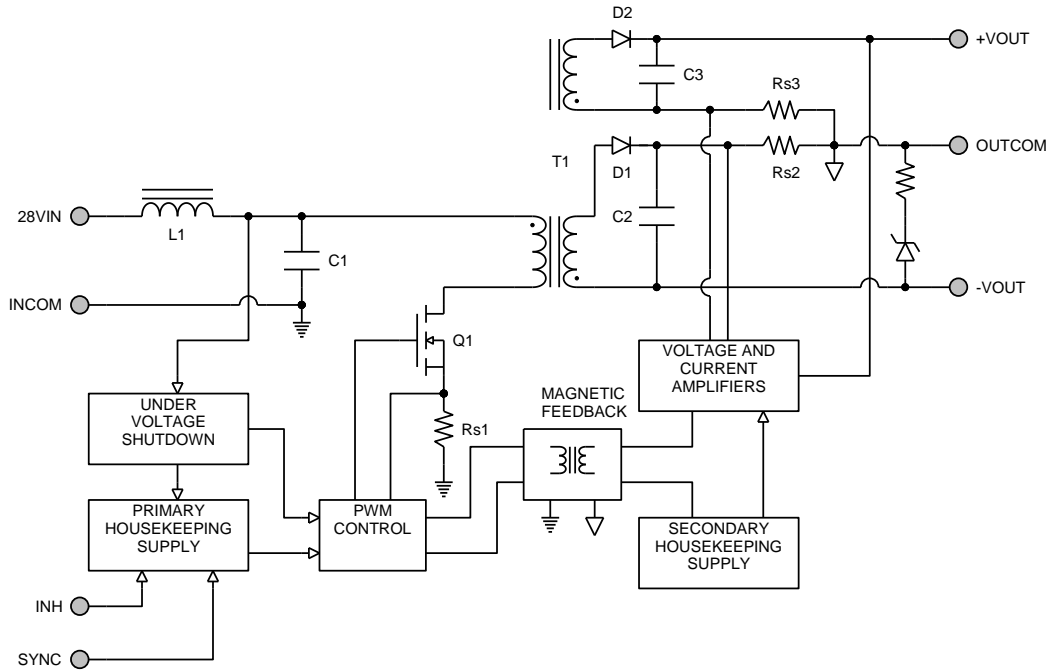 D2
+VOUT
C3
Rs3
OUTCOM
T1
D1
Rs2
28VIN
L1
C2
C1
INCOM
-VOUT
Q1
VOLTAGE AND
CURRENT
AMPLIFIERS
MAGNETIC
FEEDBACK
UNDER
VOLTAGE
SHUTDOWN
Rs1
PRIMARY
HOUSEKEEPING
SUPPLY
PWM
CONTROL
SECONDARY
HOUSEKEEPING
SUPPLY
INH
SYNC